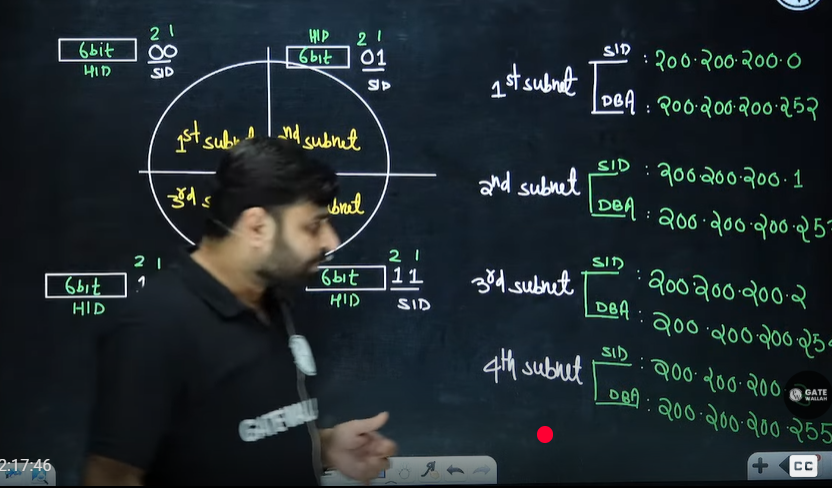 2 1
6bit 00
HID SID
HID 2 1
6bit 01
SID
1st subnet
nd subnet
3rd s
bnet
2 1
6bit 1
HID
2 1
6bit 11
HID SID
1st subnet
SID : 200.200.200.0
DBA : 200.200.200.252
2nd subnet
SID : 200.200.200.1
DBA : 200.200.200.25
3rd subnet
SID : 200.200.200.2
DBA : 200.200.200.25
4th subnet
SID : 200.200.200.
DBA : 200.200.200.255
GATE
WALLAH
GATEWALL
2:17:46
CC